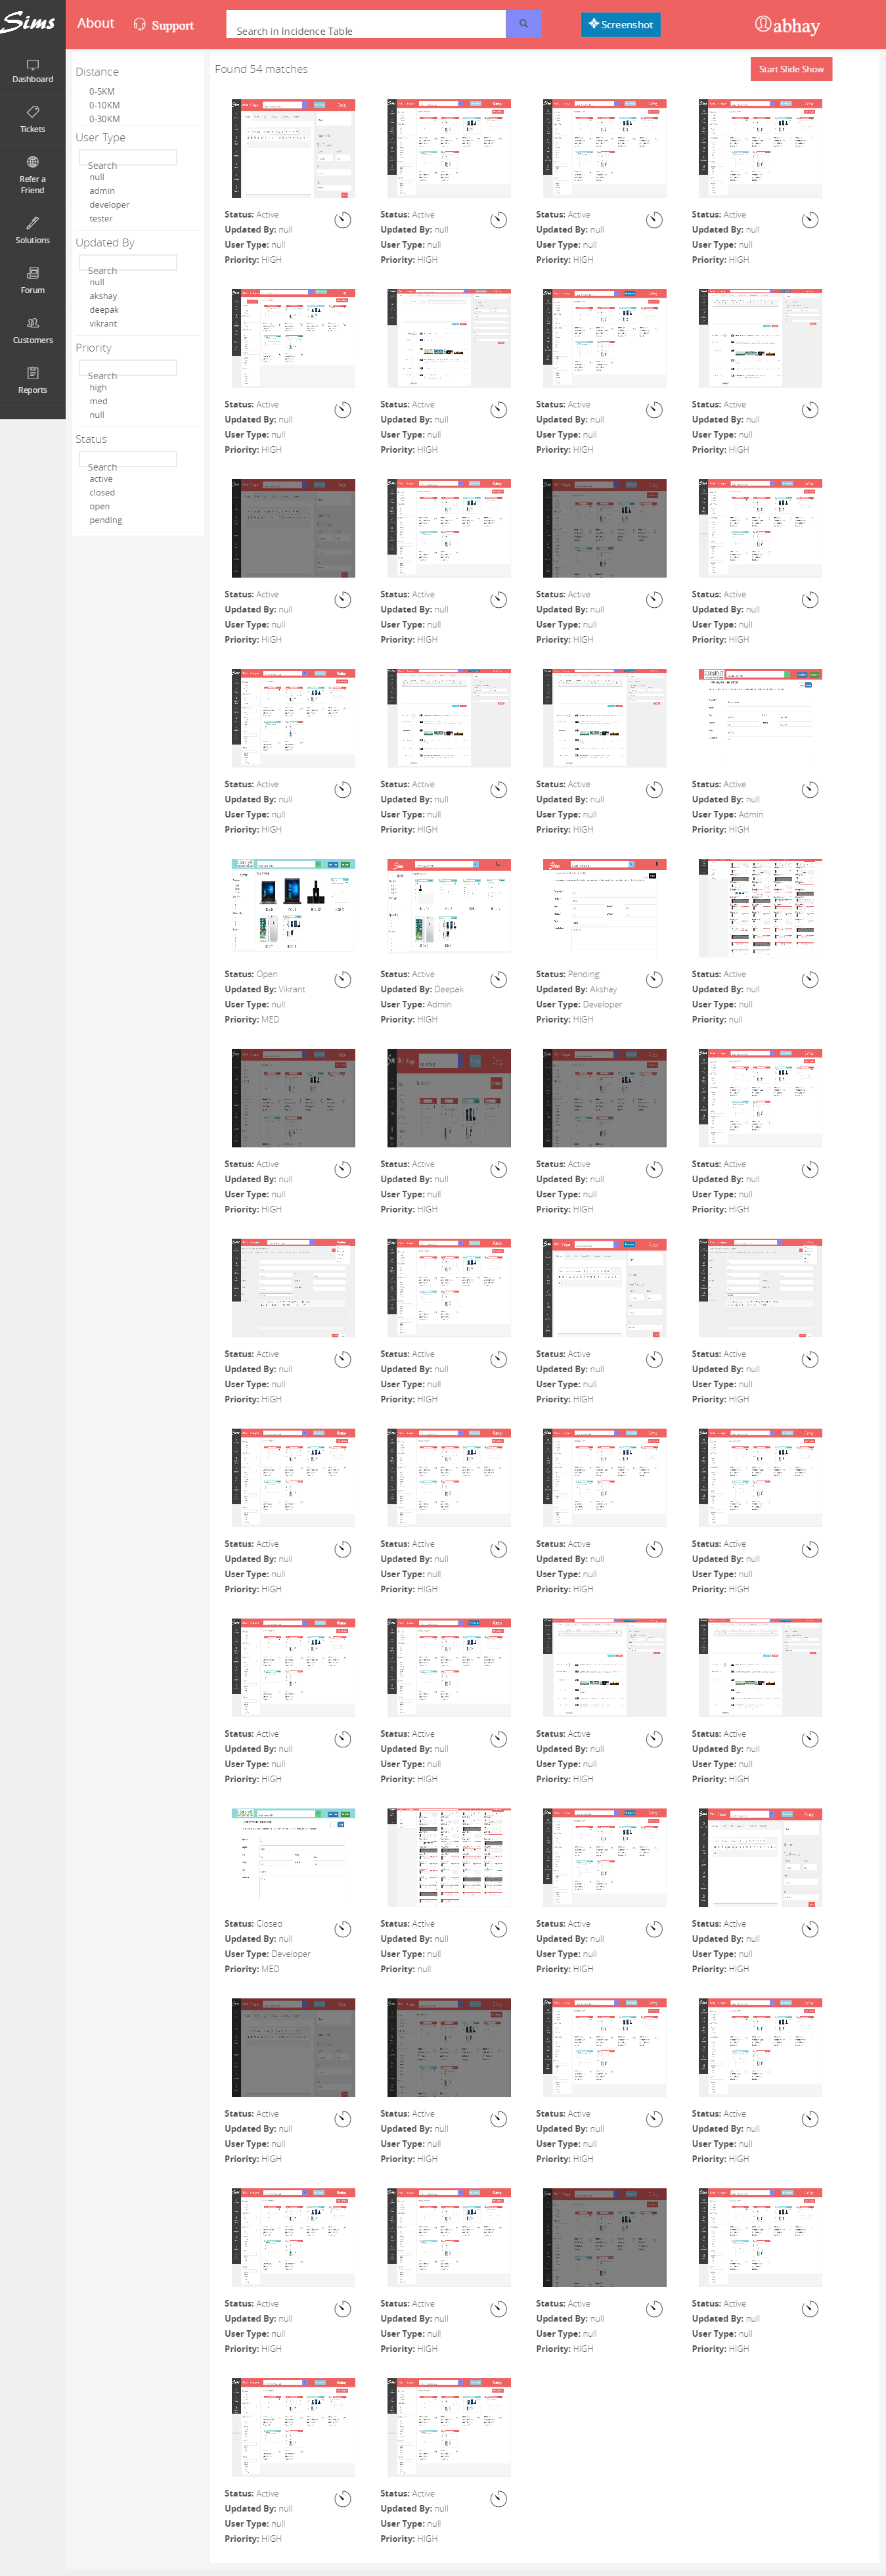 Sims
About
Support
Search in Incidence Table
Screenshot
abhay
Dashboard
Tickets
Refer a
Friend
Solutions
Forum
Customers
Reports
Distance
0-5KM
0-10KM
0-30KM
User Type
Search
null
admin
developer
tester
Updated By
Search
null
akshay
deepak
vikrant
Priority
Search
high
med
null
Status
Search
active
closed
open
pending
Found 54 matches
Start Slide Show
Status: Active Status: Active Status: Active Status: Active
Updated By: null Updated By: null Updated By: null Updated By: null
User Type: null User Type: null User Type: null User Type: null
Priority: HIGH Priority: HIGH Priority: HIGH Priority: HIGH
Status: Active Status: Active Status: Active Status: Active
Updated By: null Updated By: null Updated By: null Updated By: null
User Type: null User Type: null User Type: null User Type: null
Priority: HIGH Priority: HIGH Priority: HIGH Priority: HIGH
Status: Active Status: Active Status: Active Status: Active
Updated By: null Updated By: null Updated By: null Updated By: null
User Type: null User Type: null User Type: null User Type: null
Priority: HIGH Priority: HIGH Priority: HIGH Priority: HIGH
Status: Active Status: Active Status: Active Status: Active
Updated By: null Updated By: null Updated By: null Updated By: null
User Type: null User Type: null User Type: null User Type: Admin
Priority: HIGH Priority: HIGH Priority: HIGH Priority: HIGH
Status: Open Status: Active Status: Pending Status: Active
Updated By: Vikrant Updated By: Deepak Updated By: Akshay Updated By: null
User Type: null User Type: Admin User Type: Developer User Type: null
Priority: MED Priority: HIGH Priority: HIGH Priority: null
Status: Active Status: Active Status: Active Status: Active
Updated By: null Updated By: null Updated By: null Updated By: null
User Type: null User Type: null User Type: null User Type: null
Priority: HIGH Priority: HIGH Priority: HIGH Priority: HIGH
Status: Active Status: Active Status: Active Status: Active
Updated By: null Updated By: null Updated By: null Updated By: null
User Type: null User Type: null User Type: null User Type: null
Priority: HIGH Priority: HIGH Priority: HIGH Priority: HIGH
Status: Active Status: Active Status: Active Status: Active
Updated By: null Updated By: null Updated By: null Updated By: null
User Type: null User Type: null User Type: null User Type: null
Priority: HIGH Priority: HIGH Priority: HIGH Priority: HIGH
Status: Active Status: Active Status: Active Status: Active
Updated By: null Updated By: null Updated By: null Updated By: null
User Type: null User Type: null User Type: null User Type: null
Priority: HIGH Priority: HIGH Priority: HIGH Priority: HIGH
Status: Closed Status: Active Status: Active Status: Active
Updated By: null Updated By: null Updated By: null Updated By: null
User Type: Developer User Type: null User Type: null User Type: null
Priority: MED Priority: null Priority: HIGH Priority: HIGH
Status: Active Status: Active Status: Active Status: Active
Updated By: null Updated By: null Updated By: null Updated By: null
User Type: null User Type: null User Type: null User Type: null
Priority: HIGH Priority: HIGH Priority: HIGH Priority: HIGH
Status: Active Status: Active Status: Active Status: Active
Updated By: null Updated By: null Updated By: null Updated By: null
User Type: null User Type: null User Type: null User Type: null
Priority: HIGH Priority: HIGH Priority: HIGH Priority: HIGH
Status: Active Status: Active
Updated By: null Updated By: null
User Type: null User Type: null
Priority: HIGH Priority: HIGH